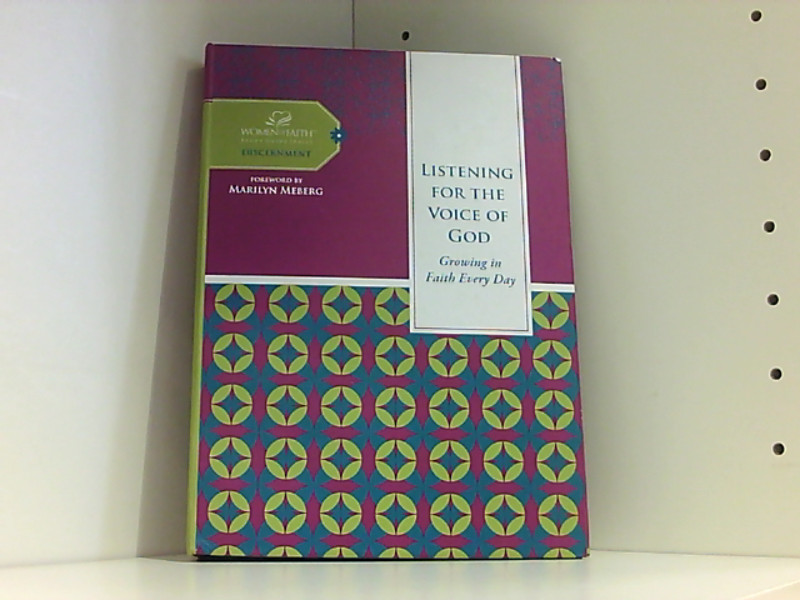 WOMEN OF FAITH
DISCERNMENT
FOREWORD BY
MARILYN MEBERG
LISTENING
FOR THE
VOICE OF
GOD
Growing in
Faith Every Day